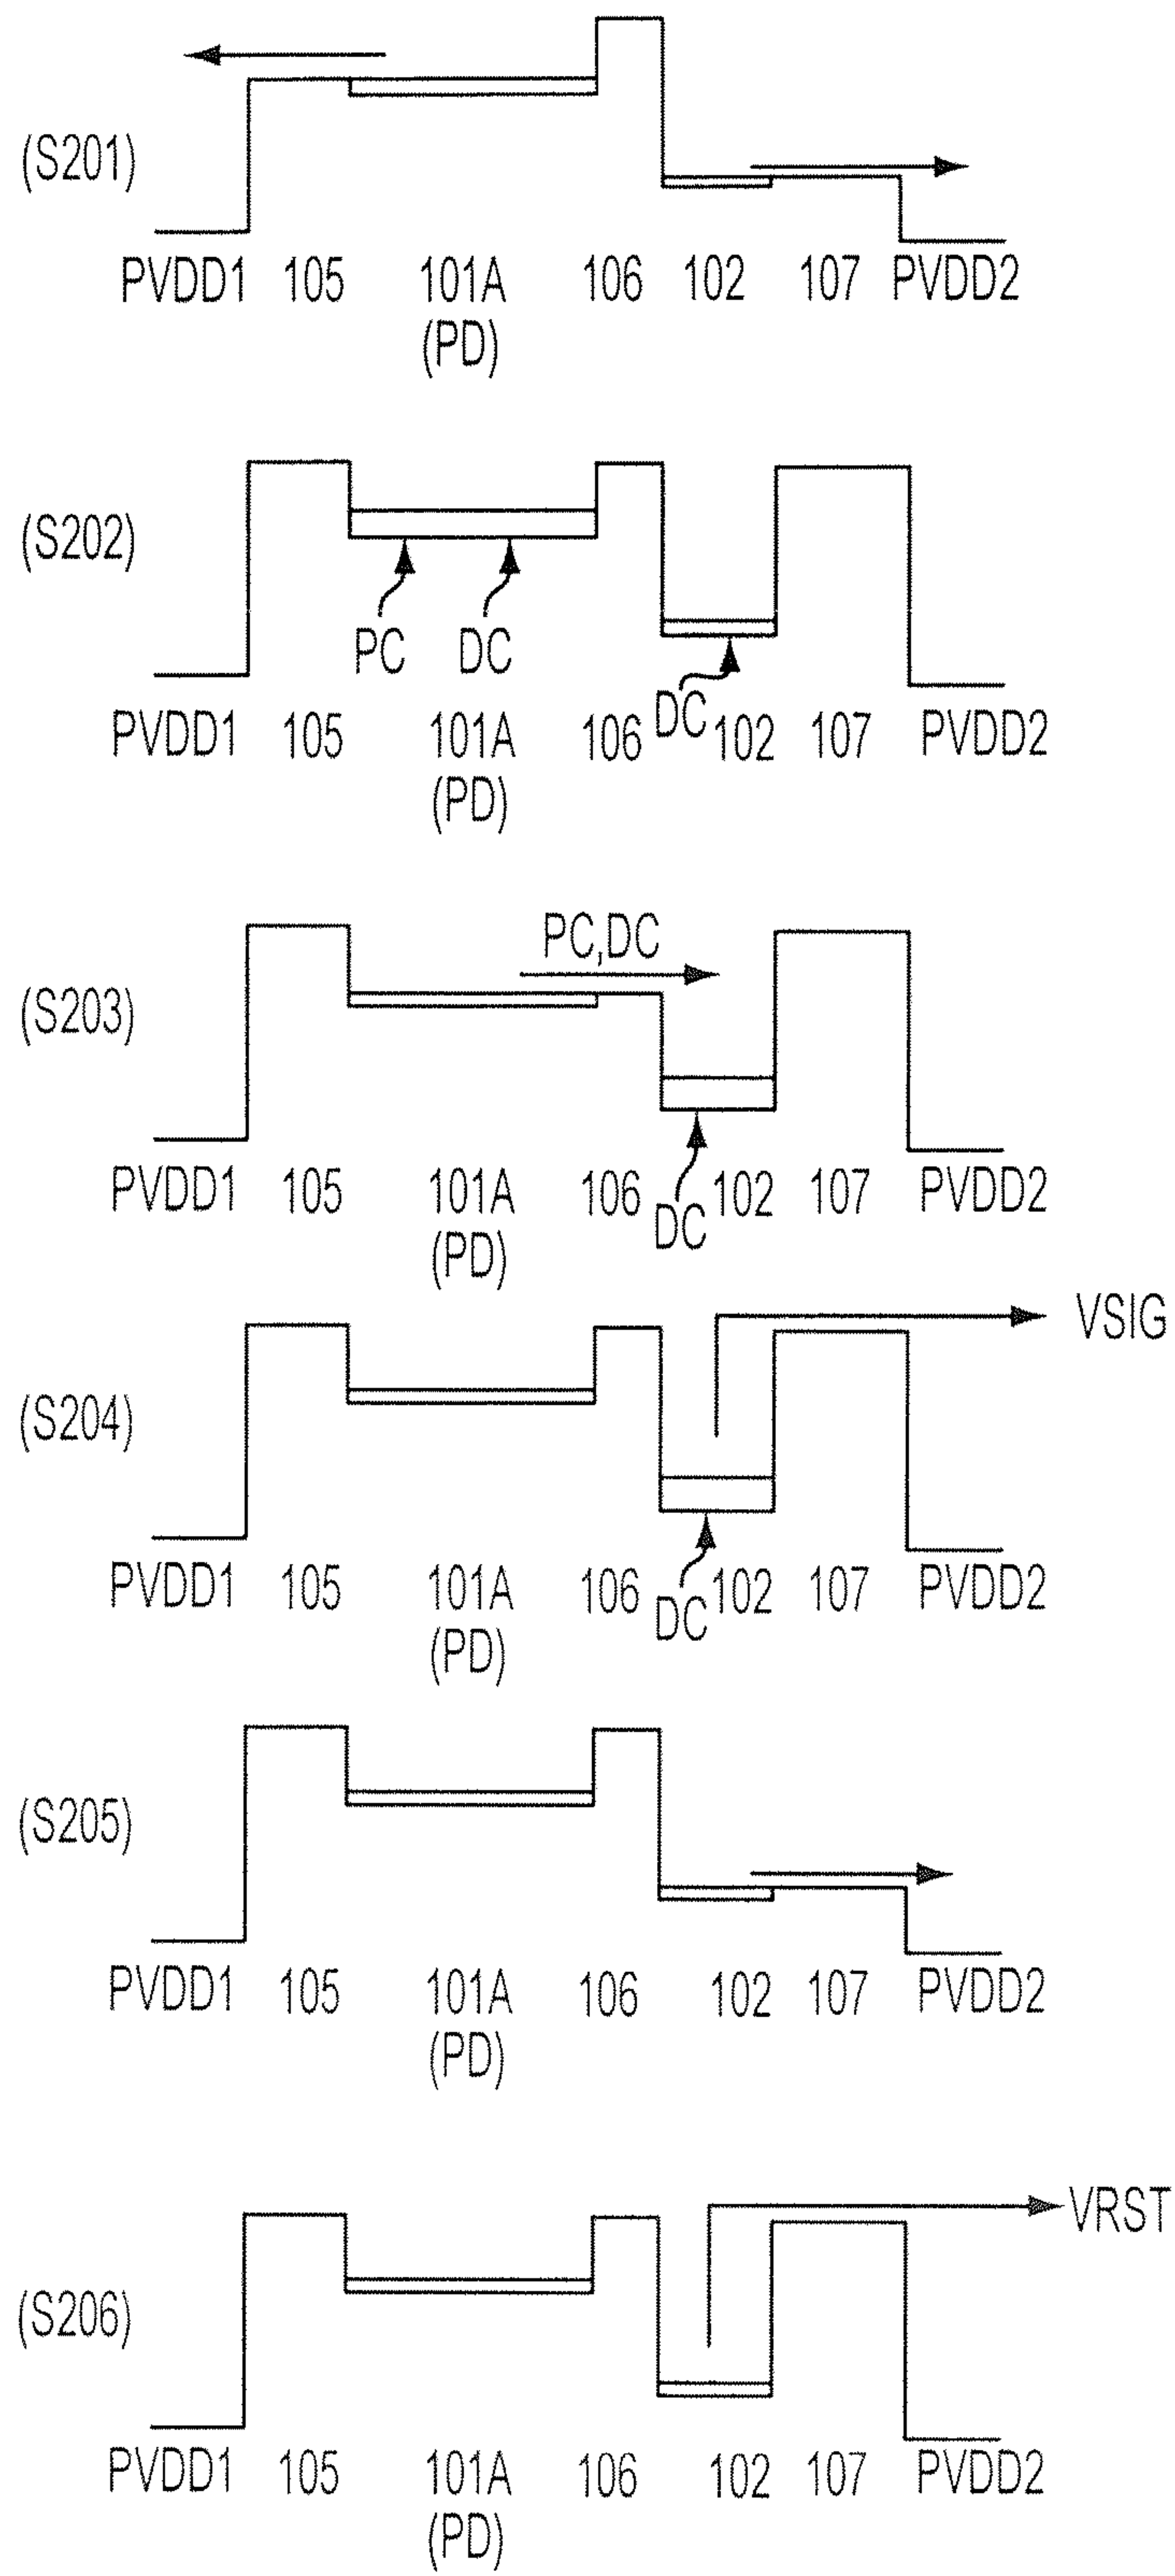 (S201)
PVDD1 105 101A 106 102 107 PVDD2
(PD)
(S202)
PC DC
DC
PVDD1 105 101A 106 102 107 PVDD2
(PD)
PC,DC
(S203)
PVDD1 105 101A 106 102 107 PVDD2
(PD) DC
VSIG
(S204)
PVDD1 105 101A 106 102 107 PVDD2
(PD) DC
(S205)
PVDD1 105 101A 106 102 107 PVDD2
(PD)
VRST
(S206)
PVDD1 105 101A 106 102 107 PVDD2
(PD)